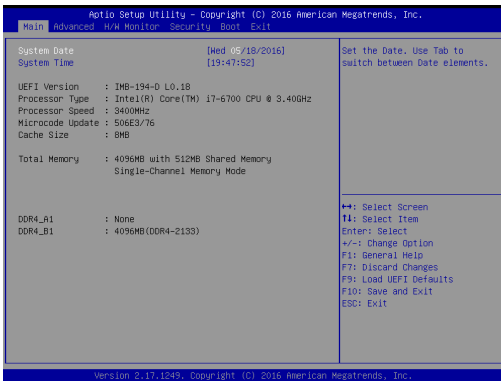 Aptio Setup Utility – Copyright (C) 2016 American Megatrends, Inc.
Main Advanced H/W Monitor Security Boot Exit
System Date [Wed 05/18/2016]
System Time [19:47:52]
UEFI Version : IMB-194-D L0.18
Processor Type : Intel(R) Core(TM) i7-6700 CPU @ 3.40GHz
Processor Speed : 3400MHz
Microcode Update : 506E3/76
Cache Size : 8MB
Total Memory : 4096MB with 512MB Shared Memory
Single-Channel Memory Mode
DDR4_A1 : None
DDR4_B1 : 4096MB(DDR4-2133)
Set the Date. Use Tab to
switch between Date elements.
↔: Select Screen
↑↓: Select Item
Enter: Select
+/-: Change Option
F1: General Help
F7: Discard Changes
F9: Load UEFI Defaults
F10: Save and Exit
ESC: Exit
Version 2.17.1249. Copyright (C) 2016 American Megatrends, Inc.